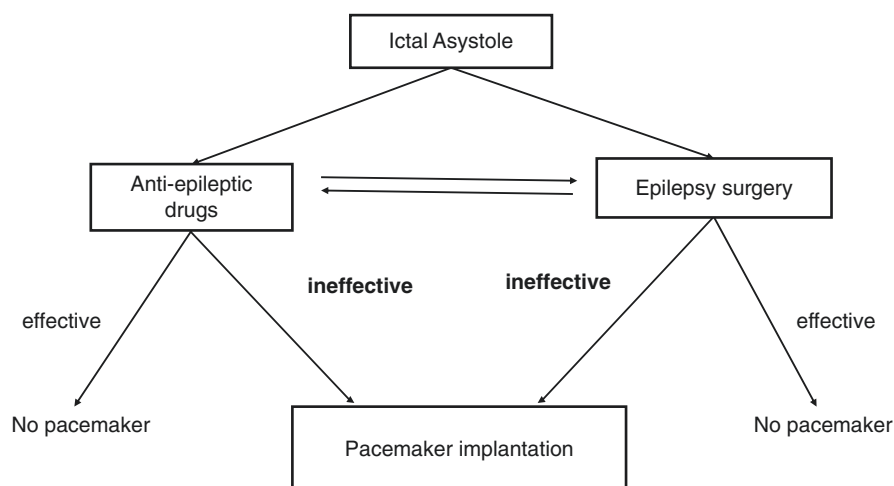 Ictal Asystole
Anti-epileptic
drugs
Epilepsy surgery
ineffective
ineffective
effective
effective
No pacemaker
No pacemaker
Pacemaker implantation